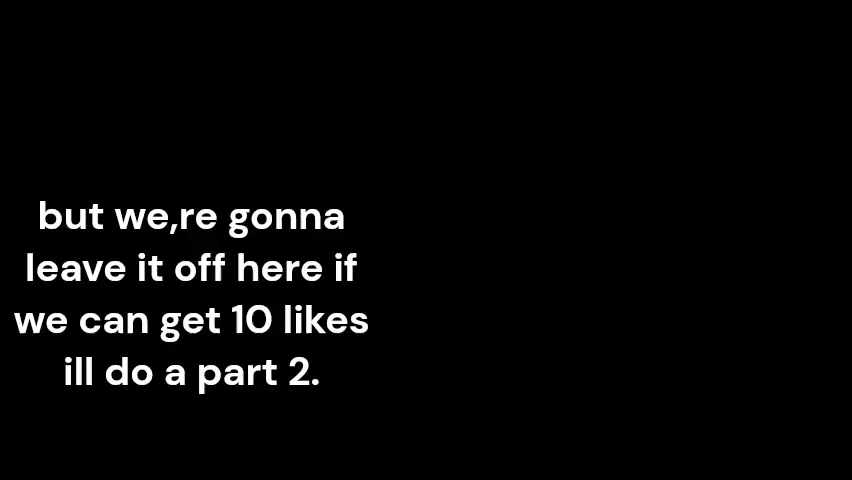 but we,re gonna
leave it off here if
we can get 10 likes
ill do a part 2.